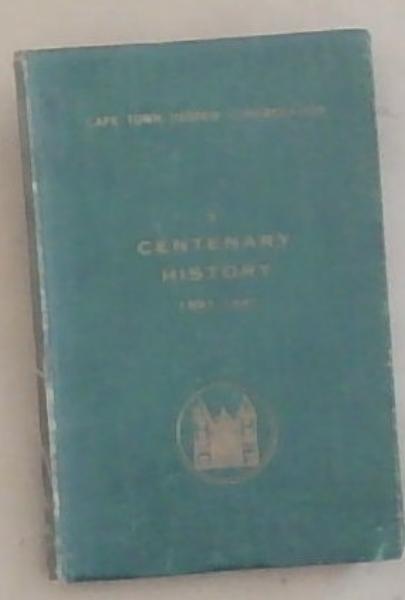 CAPE TOWN HEBREW CONGREGATION
A
CENTENARY
HISTORY